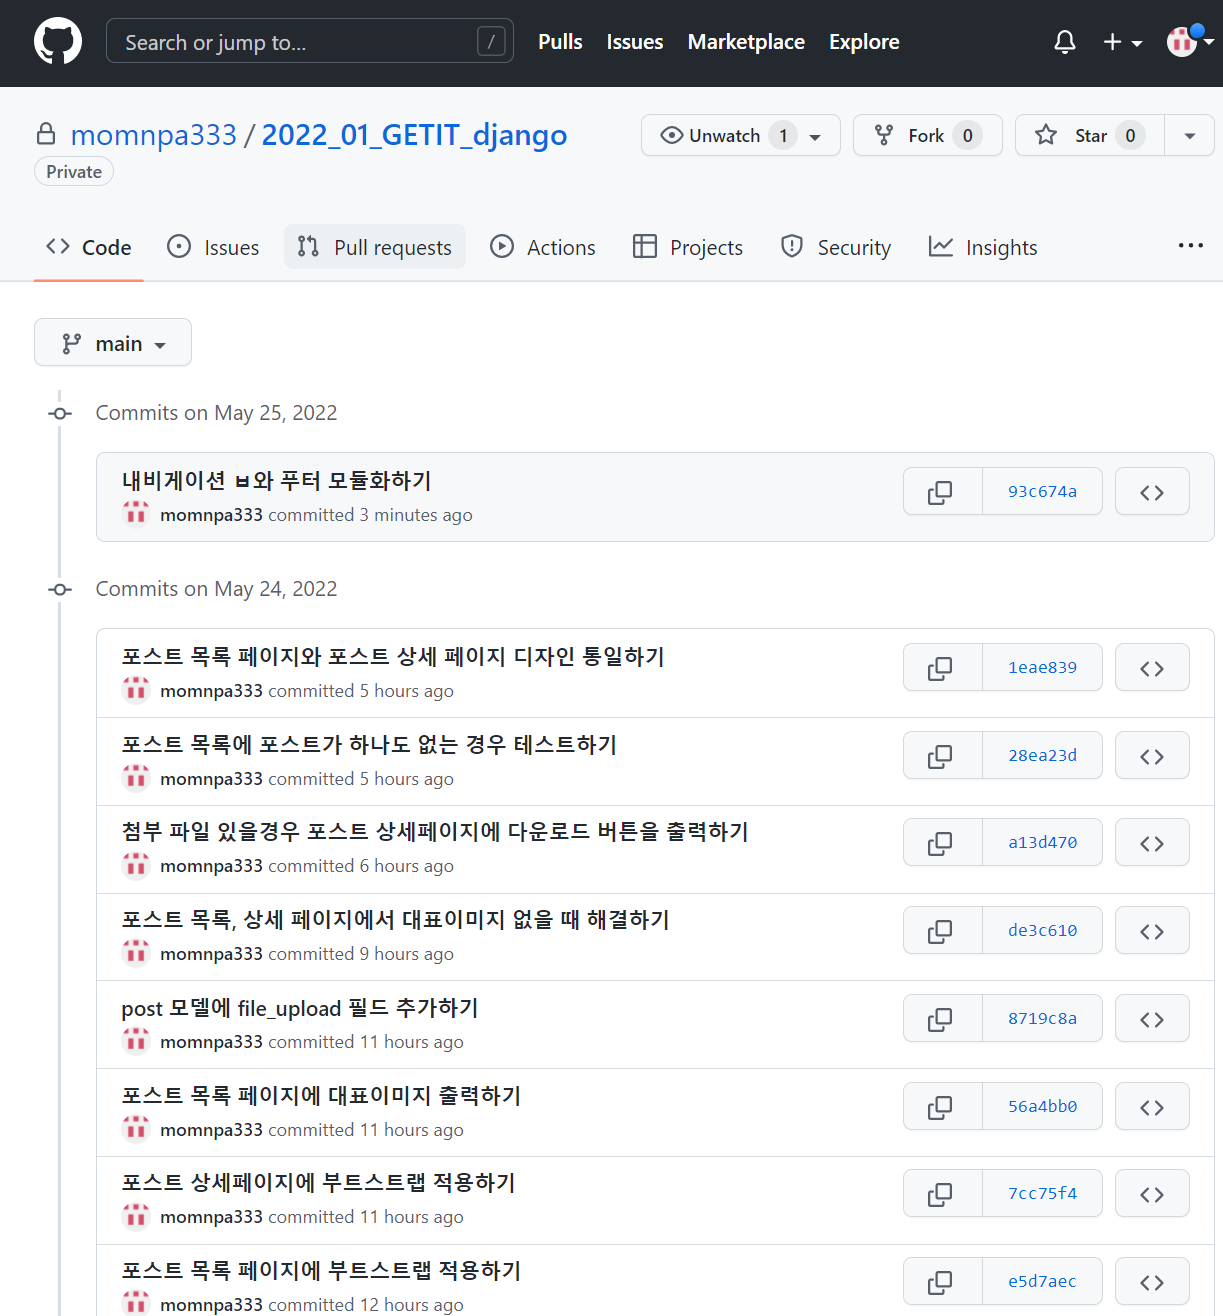 Search or jump to... /
Pulls Issues Marketplace Explore
momnpa333 / 2022_01_GETIT_django
Private
Unwatch 1
Fork 0
Star 0
Code Issues Pull requests Actions Projects Security Insights
main
Commits on May 25, 2022
내비게이션 ㅂ와 푸터 모듈화하기
momnpa333 committed 3 minutes ago
93c674a
Commits on May 24, 2022
포스트 목록 페이지와 포스트 상세 페이지 디자인 통일하기
momnpa333 committed 5 hours ago
1eae839
포스트 목록에 포스트가 하나도 없는 경우 테스트하기
momnpa333 committed 5 hours ago
28ea23d
첨부 파일 있을경우 포스트 상세페이지에 다운로드 버튼을 출력하기
momnpa333 committed 6 hours ago
a13d470
포스트 목록, 상세 페이지에서 대표이미지 없을 때 해결하기
momnpa333 committed 9 hours ago
de3c610
post 모델에 file_upload 필드 추가하기
momnpa333 committed 11 hours ago
8719c8a
포스트 목록 페이지에 대표이미지 출력하기
momnpa333 committed 11 hours ago
56a4bb0
포스트 상세페이지에 부트스트랩 적용하기
momnpa333 committed 11 hours ago
7cc75f4
포스트 목록 페이지에 부트스트랩 적용하기
momnpa333 committed 12 hours ago
e5d7aec